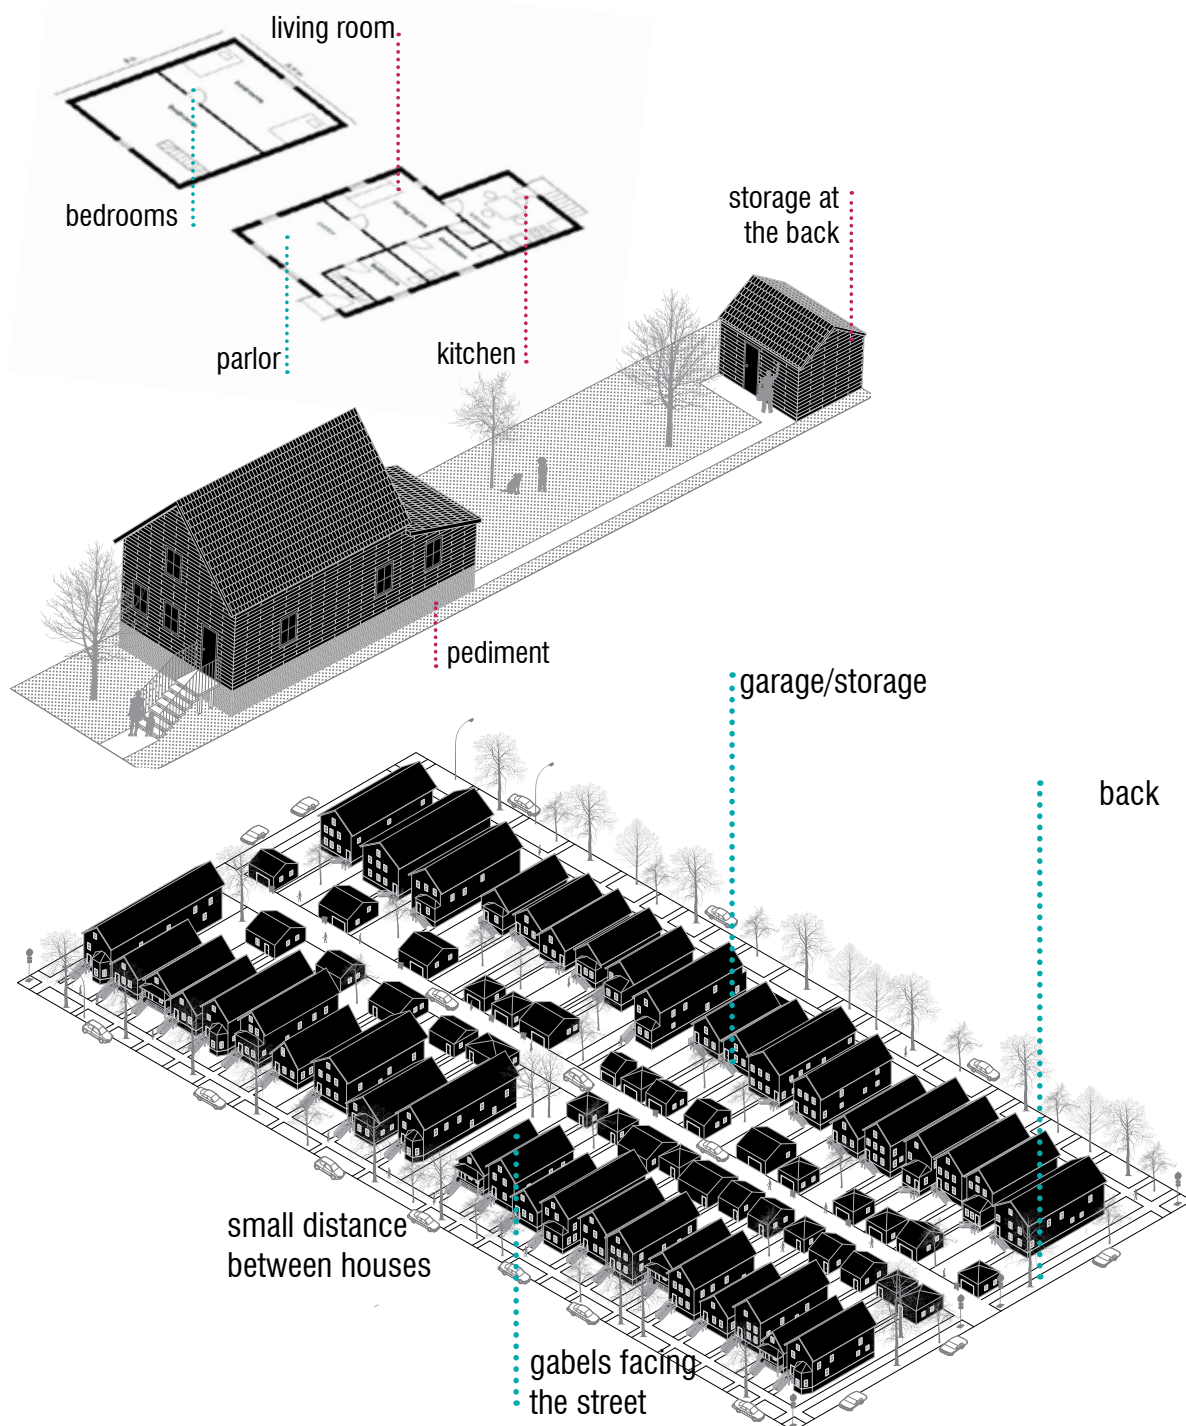 living room
bedrooms
parlor
kitchen
storage at
the back
pediment
garage/storage
back
small distance
between houses
gabels facing
the street